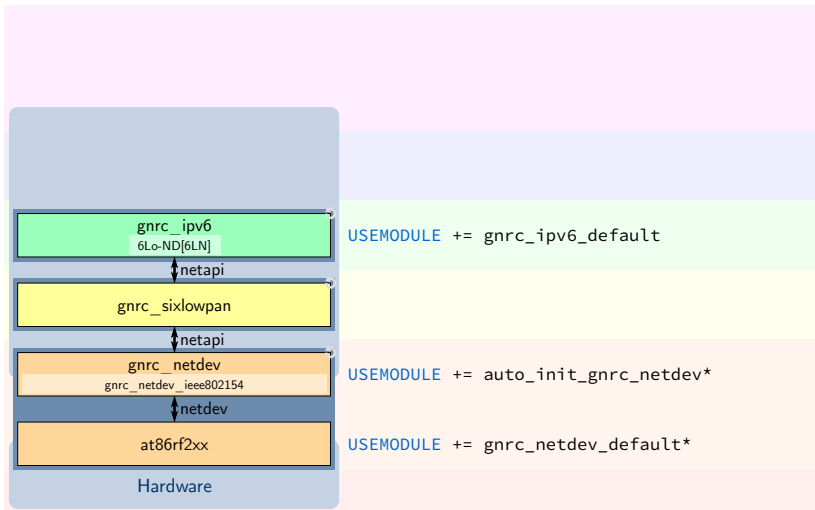 gnrc_ipv6
6Lo-ND[6LN]
USEMODULE += gnrc_ipv6_default
netapi
gnrc_sixlowpan
netapi
gnrc_netdev
gnrc_netdev_ieee802154
USEMODULE += auto_init_gnrc_netdev*
netdev
at86rf2xx
USEMODULE += gnrc_netdev_default*
Hardware